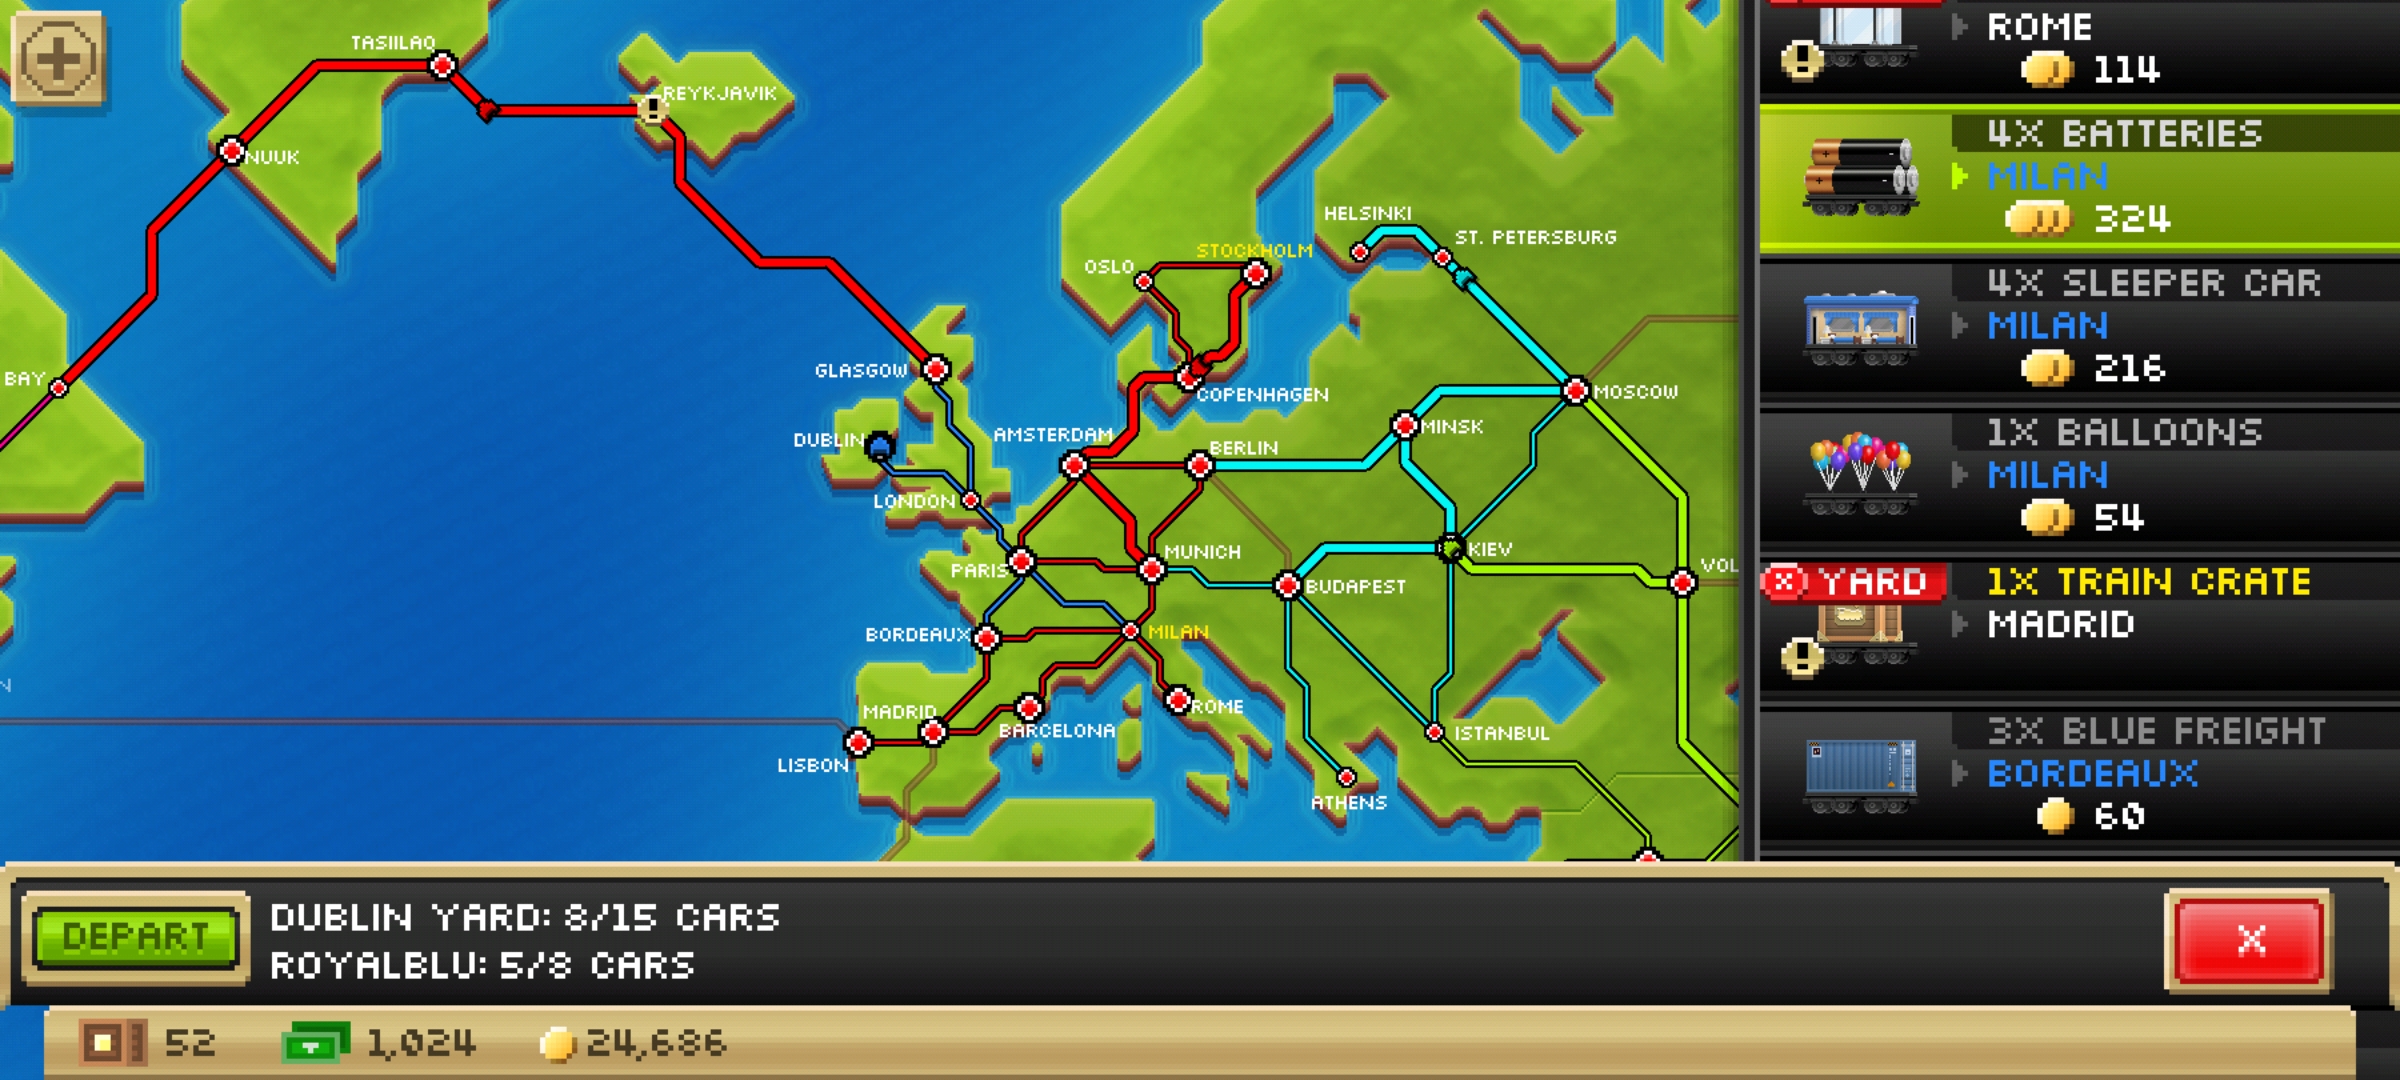 TASIILAQ
REYKJAVIK
NUUK
BAY
GLASGOW
DUBLIN
LONDON
OSLO
STOCKHOLM
HELSINKI
ST. PETERSBURG
COPENHAGEN
MOSCOW
AMSTERDAM
BERLIN
MINSK
PARIS
MUNICH
KIEV
BUDAPEST
VOL
BORDEAUX
MILAN
N
MADRID
BARCELONA
ROME
ISTANBUL
LISBON
ATHENS
ROME
114
4X BATTERIES
MILAN
324
4X SLEEPER CAR
MILAN
216
1X BALLOONS
MILAN
54
X YARD
1X TRAIN CRATE
MADRID
3X BLUE FREIGHT
BORDEAUX
60
DEPART
DUBLIN YARD: 8/15 CARS
ROYALBLU: 5/8 CARS
X
52
1,024
24,686